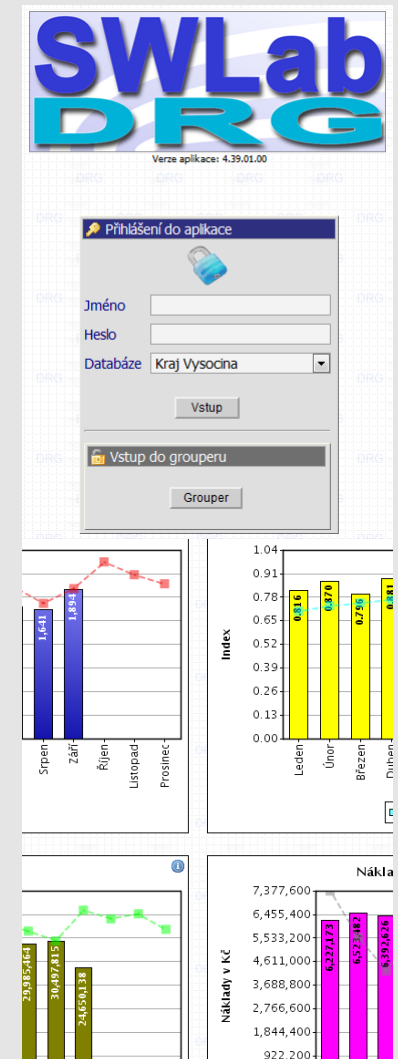 SWLab
DRG
Verze aplikace: 4.39.01.00
Přihlášení do aplikace
Jméno
Heslo
Databáze Kraj Vysocina
Vstup
Vstup do grouperu
Grouper
1,641
1,894
Srpen
Září
Říjen
Listopad
Prosinec
Index
1.04
0.91
0.78
0.65
0.52
0.39
0.26
0.13
0.00
0.816
0.870
0.796
0.881
Leden
Únor
Březen
Duben
29,985,464
30,497,815
24,650,138
Nákla
Náklady v Kč
7,377,600
6,455,400
5,533,200
4,611,000
3,688,800
2,766,600
1,844,400
922,200
6,227,173
6,523,482
6,392,626